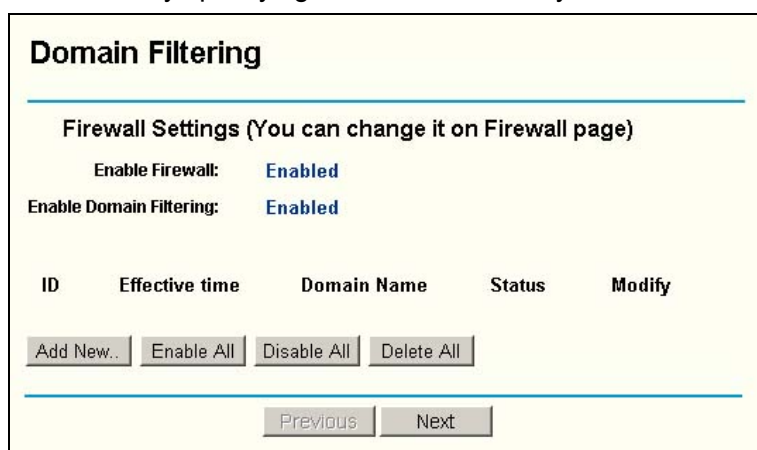 Domain Filtering
Firewall Settings (You can change it on Firewall page)
Enable Firewall: Enabled
Enable Domain Filtering: Enabled
ID Effective time Domain Name Status Modify
Add New.. Enable All Disable All Delete All
Previous Next